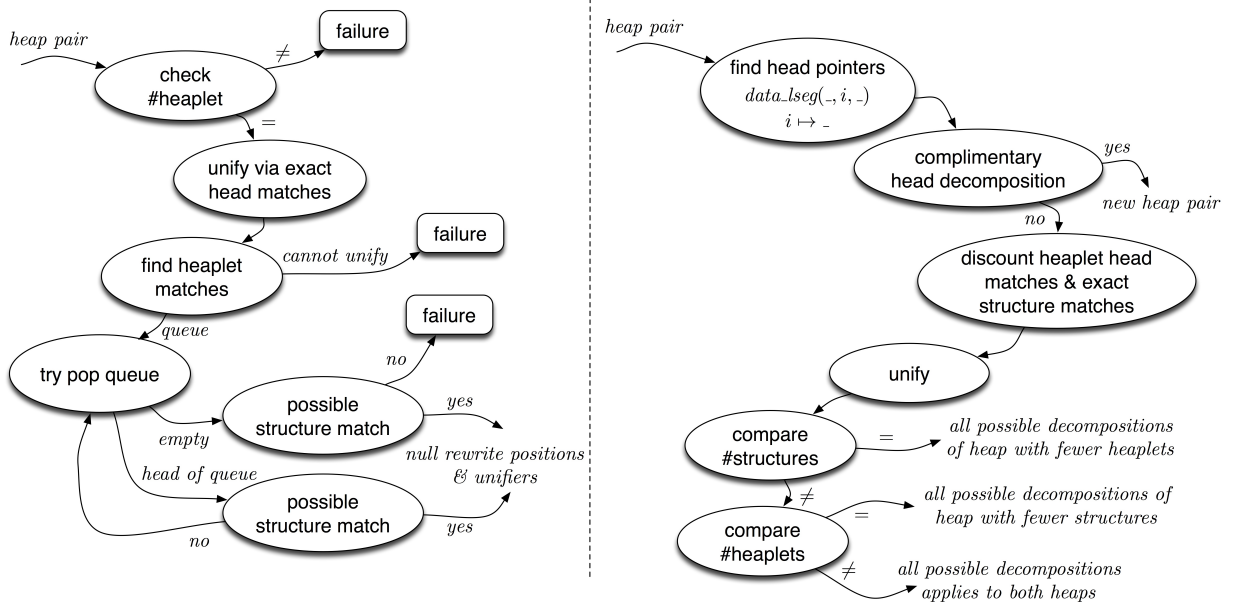 heap pair
failure
≠
check
#heaplet
=
unify via exact
head matches
failure
cannot unify
find heaplet
matches
failure
queue
no
try pop queue
possible
structure match
yes
empty
null rewrite positions
& unifiers
head of queue
possible
structure match
yes
no
heap pair
find head pointers
data_lseg(_, i, _)
i ↦ _
complimentary
head decomposition
yes
new heap pair
no
discount heaplet head
matches & exact
structure matches
unify
compare
#structures
=
all possible decompositions
of heap with fewer heaplets
≠
compare
#heaplets
=
all possible decompositions of
heap with fewer structures
≠
all possible decompositions
applies to both heaps